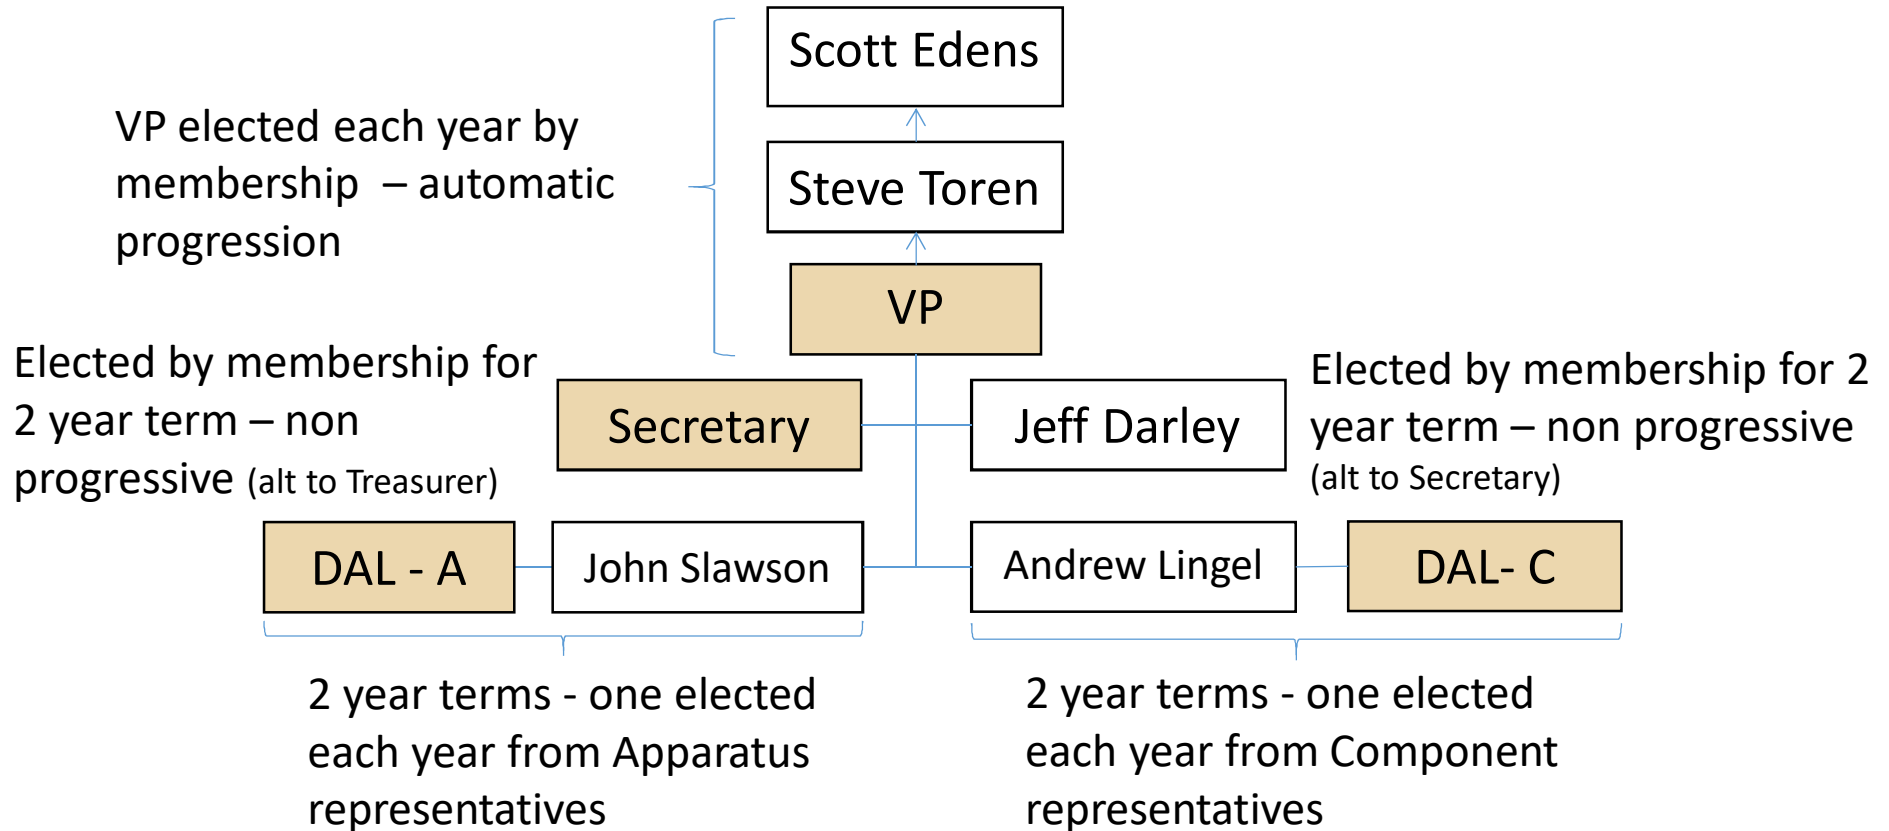 Scott Edens
VP elected each year by
membership – automatic
progression
Steve Toren
VP
Elected by membership for
2 year term – non
progressive (alt to Treasurer)
Secretary
Jeff Darley
Elected by membership for 2
year term – non progressive
(alt to Secretary)
DAL - A
John Slawson
Andrew Lingel
DAL- C
2 year terms - one elected
each year from Apparatus
representatives
2 year terms - one elected
each year from Component
representatives